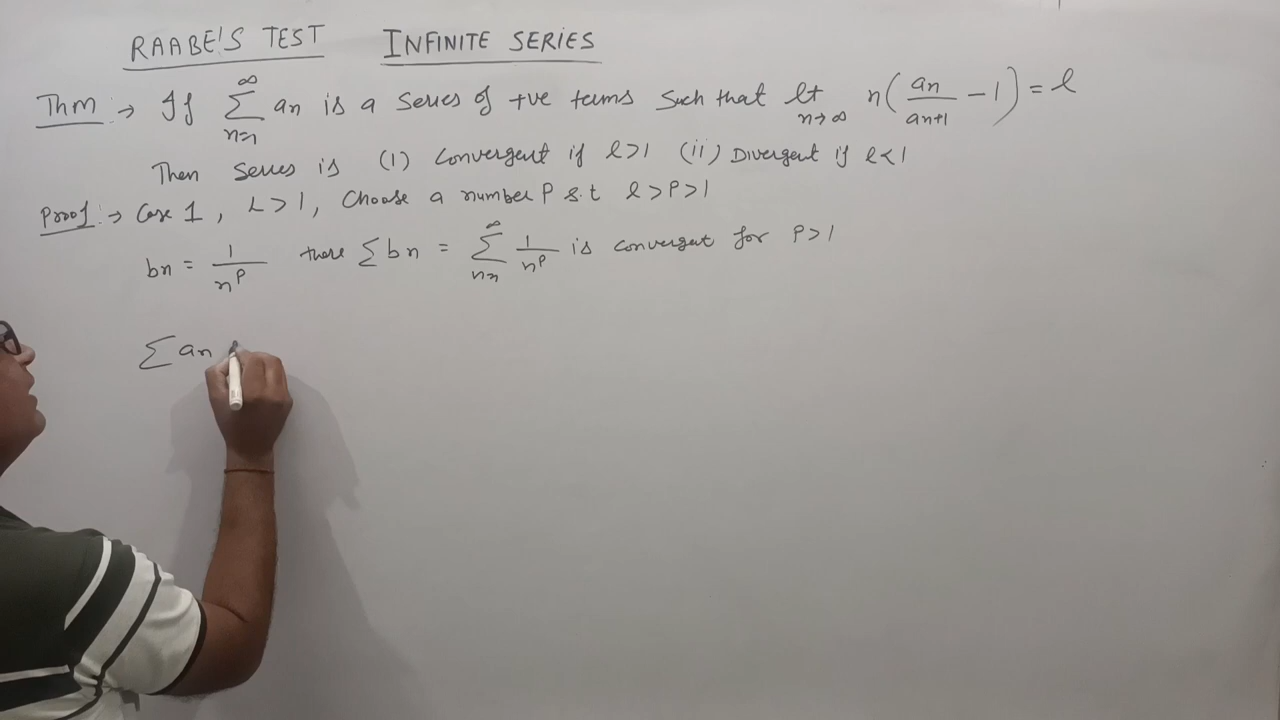 RAABE'S TEST INFINITE SERIES
Thm :→ If ∞∑n=1 an is a series of +ve terms such that lt n→∞ n(an/an+1 − 1) = l
Then series is (i) Convergent if l>1 (ii) Divergent if l<1
Proof :→ Case 1, L>1, Choose a number P s.t l>P>1
bn = 1/n^P there ∑bn = ∞∑n=1 1/n^P is convergent for P>1
∑an